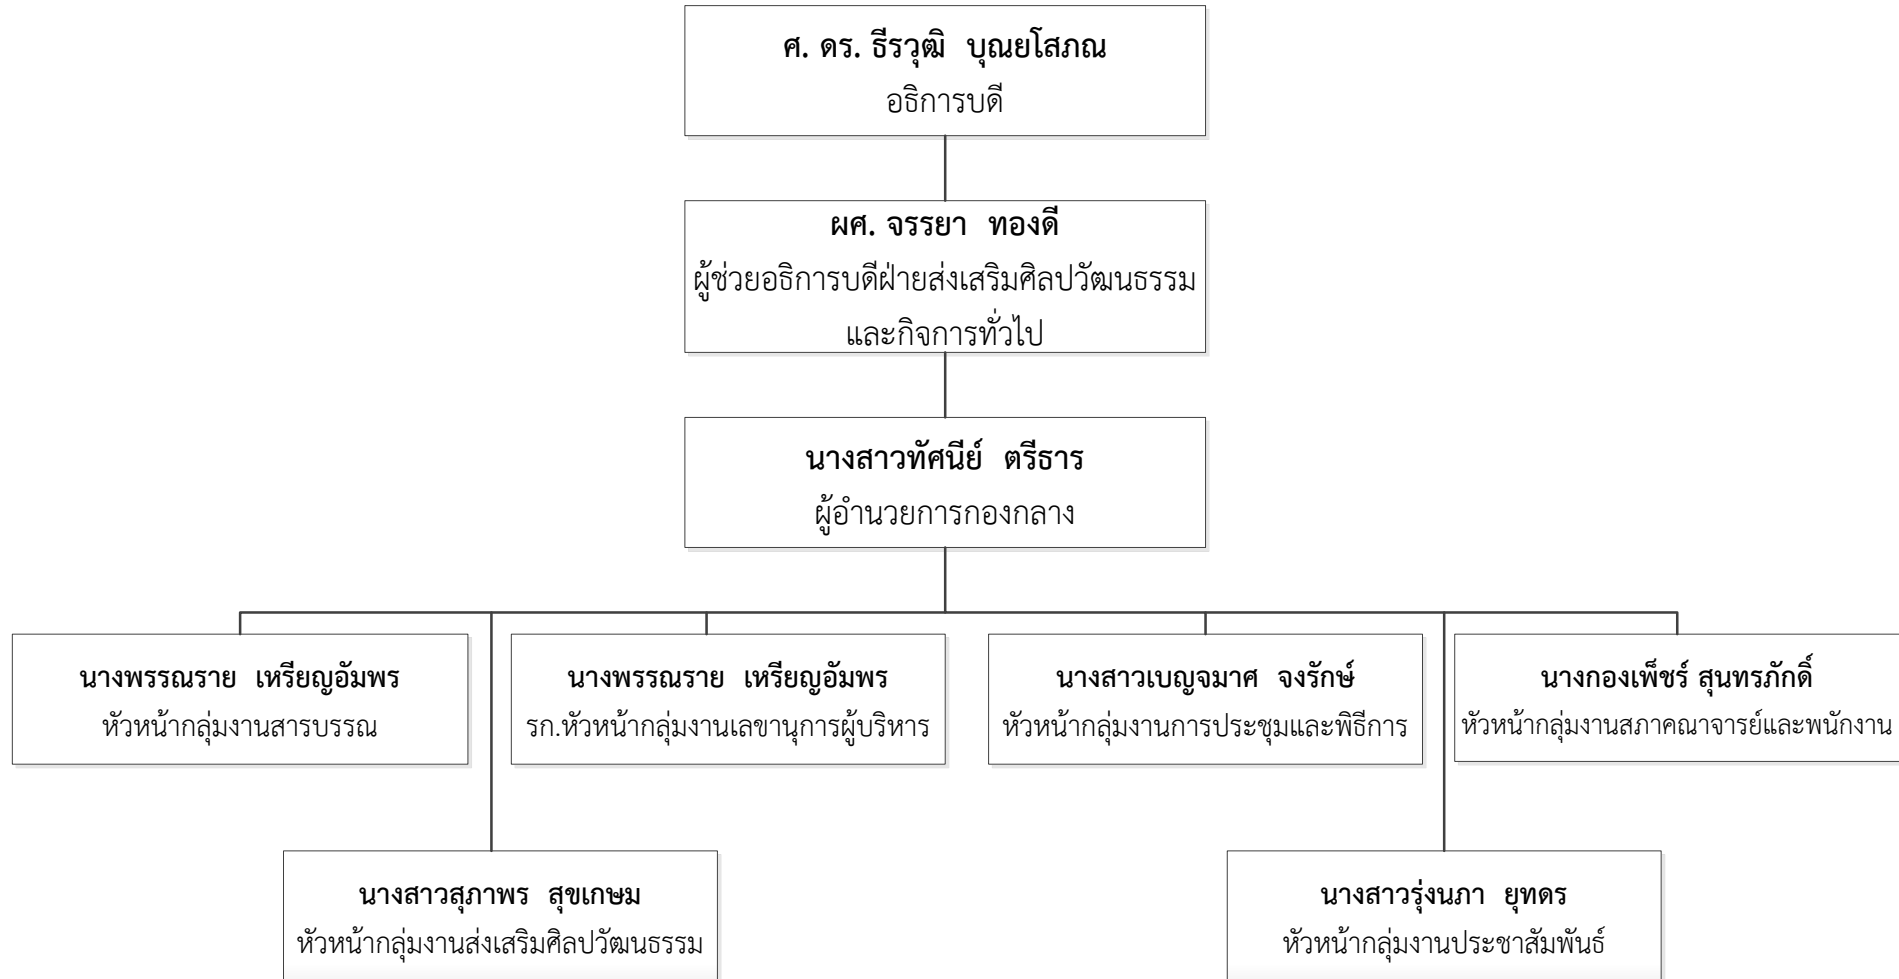 ศ. ดร. ธีรวุฒิ  บุณยโสภณ
อธิการบดี
ผศ. จรรยา  ทองดี
ผู้ช่วยอธิการบดีฝ่ายส่งเสริมศิลปวัฒนธรรม
และกิจการทั่วไป
นางสาวทัศนีย์  ตรีธาร
ผู้อำนวยการกองกลาง
นางพรรณราย  เหรียญอัมพร
หัวหน้ากลุ่มงานสารบรรณ
นางพรรณราย  เหรียญอัมพร
รก.หัวหน้ากลุ่มงานเลขานุการผู้บริหาร
นางสาวเบญจมาศ  จงรักษ์
หัวหน้ากลุ่มงานการประชุมและพิธีการ
นางกองเพ็ชร์ สุนทรภักดิ์
หัวหน้ากลุ่มงานสภาคณาจารย์และพนักงาน
นางสาวสุภาพร  สุขเกษม
หัวหน้ากลุ่มงานส่งเสริมศิลปวัฒนธรรม
นางสาวรุ่งนภา  ยุทดร
หัวหน้ากลุ่มงานประชาสัมพันธ์